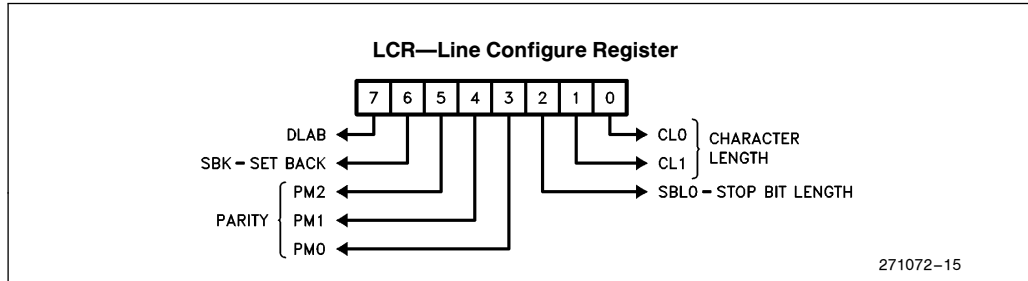 LCR—Line Configure Register
7 6 5 4 3 2 1 0
DLAB
SBK – SET BACK
PM2
PARITY PM1
PM0
CL0 CHARACTER
CL1 LENGTH
SBL0 – STOP BIT LENGTH
271072–15